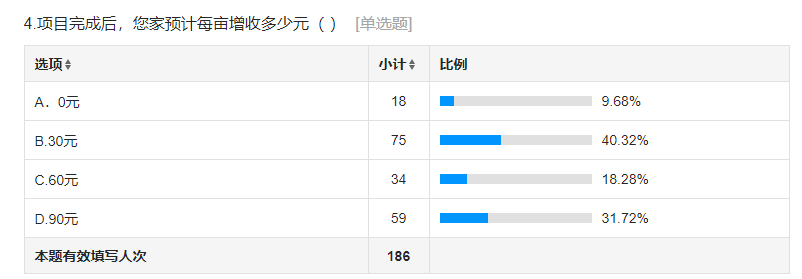 4.项目完成后，您家预计每亩增收多少元（ ） [单选题]
选项 小计 比例
A．0元 18 9.68%
B.30元 75 40.32%
C.60元 34 18.28%
D.90元 59 31.72%
本题有效填写人次 186